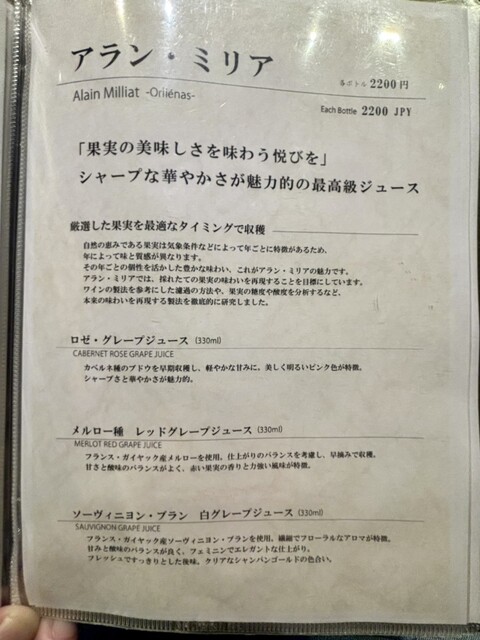 アラン・ミリア
各ボトル 2200 円
Alain Milliat -Oriiénas-
Each Bottle 2200 JPY
「果実の美味しさを味わう悦びを」
シャープな華やかさが魅力的の最高級ジュース
厳選した果実を最適なタイミングで収穫
自然の恵みである果実は気象条件などによって年ごとに特徴があるため、
年によって味と質感が異なります。
その年ごとの個性を活かした豊かな味わい、これがアラン・ミリアの魅力です。
アラン・ミリアでは、採れたての果実の味わいを再現することを目標にしています。
ワインの製法を参考にした濾過の方法や、果実の糖度や酸度を分析するなど、
本来の味わいを再現する製法を徹底的に研究しました。
ロゼ・グレープジュース (330ml)
CABERNET ROSE GRAPE JUICE
カベルネ種のブドウを早期収穫し、軽やかな甘みに、美しく明るいピンク色が特徴。
シャープさと華やかさが魅力的。
メルロー種 レッドグレープジュース (330ml)
MERLOT RED GRAPE JUICE
フランス・ガイヤック産メルローを使用。仕上がりのバランスを考慮し、早摘みで収穫。
甘さと酸味のバランスがよく、赤い果実の香りと力強い風味が特徴。
ソーヴィニヨン・ブラン 白グレープジュース (330ml)
SAUVIGNON GRAPE JUICE
フランス・ガイヤック産ソーヴィニヨン・ブランを使用。繊細でフローラルなアロマが特徴。
甘みと酸味のバランスが良く、フェミニンでエレガントな仕上がり。
フレッシュですっきりとした後味。クリアなシャンパンゴールドの色合い。